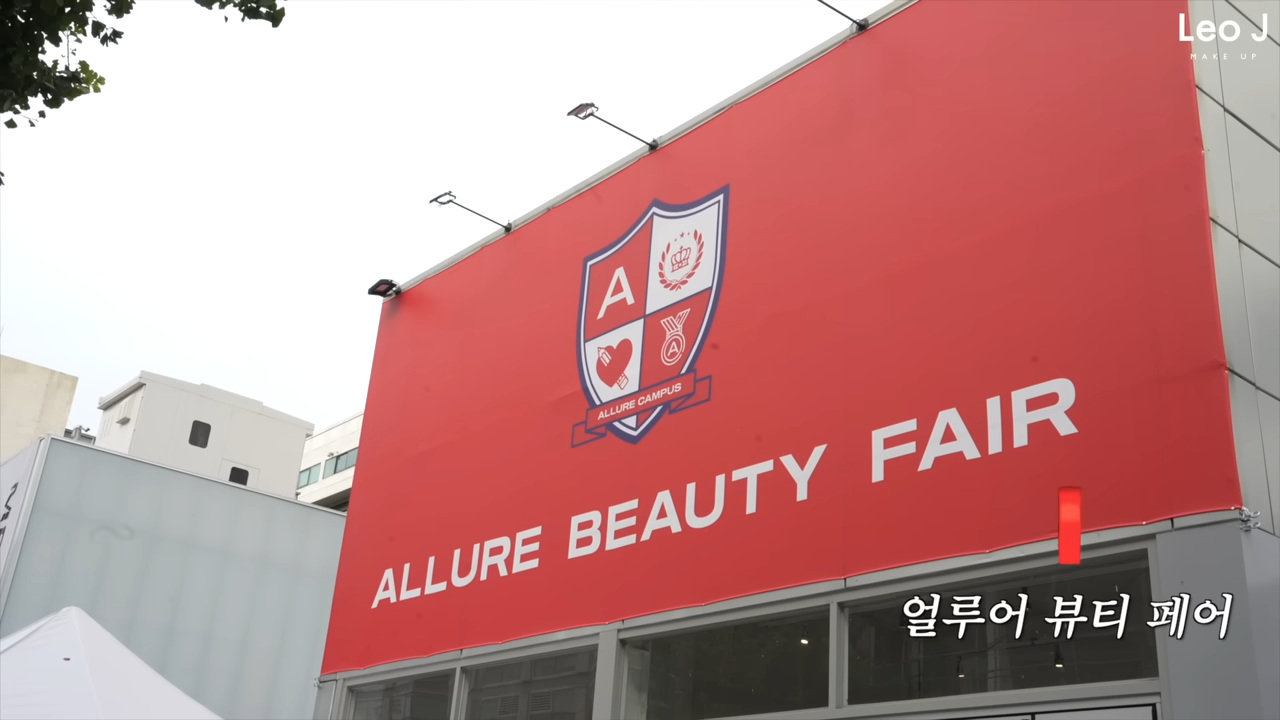 Leo J
MAKE UP
A
A
ALLURE CAMPUS
ALLURE BEAUTY FAIR
얼루어 뷰티 페어